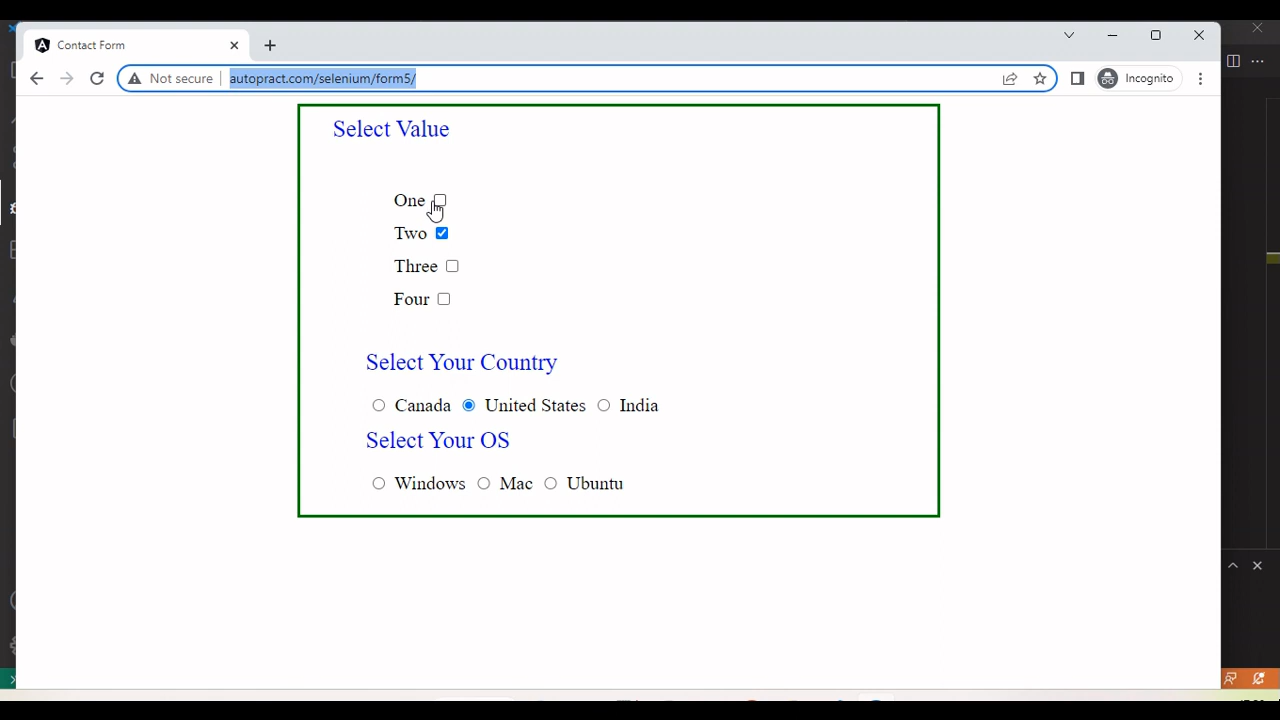 Contact Form
Not secure autopract.com/selenium/form5/ Incognito
Select Value
One
Two
Three
Four
Select Your Country
Canada United States India
Select Your OS
Windows Mac Ubuntu